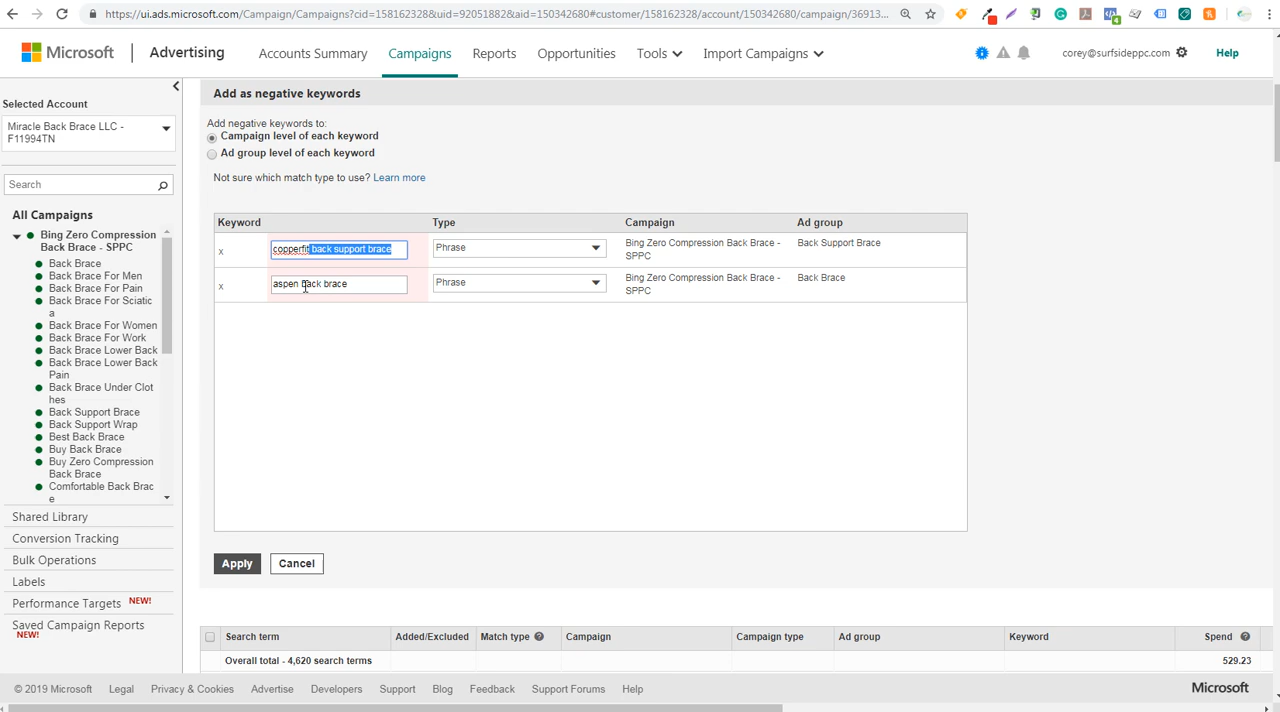 https://ui.ads.microsoft.com/Campaign/Campaigns?cid=158162328&uid=92051882&aid=150342680#customer/158162328/account/150342680/campaign/36913...
Microsoft
Advertising
Accounts Summary
Campaigns
Reports
Opportunities
Tools
Import Campaigns
corey@surfsideppc.com
Help
Selected Account
Miracle Back Brace LLC -
F11994TN
Search
All Campaigns
Bing Zero Compression
Back Brace - SPPC
Back Brace
Back Brace For Men
Back Brace For Pain
Back Brace For Sciatic
a
Back Brace For Women
Back Brace For Work
Back Brace Lower Back
Back Brace Lower Back
Pain
Back Brace Under Clot
hes
Back Support Brace
Back Support Wrap
Best Back Brace
Buy Back Brace
Buy Zero Compression
Back Brace
Comfortable Back Brac
e
Shared Library
Conversion Tracking
Bulk Operations
Labels
Performance Targets NEW!
Saved Campaign Reports
NEW!
Add as negative keywords
Add negative keywords to:
Campaign level of each keyword
Ad group level of each keyword
Not sure which match type to use? Learn more
Keyword Type Campaign Ad group
x copperfit back support brace Phrase Bing Zero Compression Back Brace - Back Support Brace
SPPC
x aspen back brace Phrase Bing Zero Compression Back Brace - Back Brace
SPPC
Apply Cancel
Search term Added/Excluded Match type Campaign Campaign type Ad group Keyword Spend
Overall total - 4,620 search terms 529.23
© 2019 Microsoft Legal Privacy & Cookies Advertise Developers Support Blog Feedback Support Forums Help Microsoft